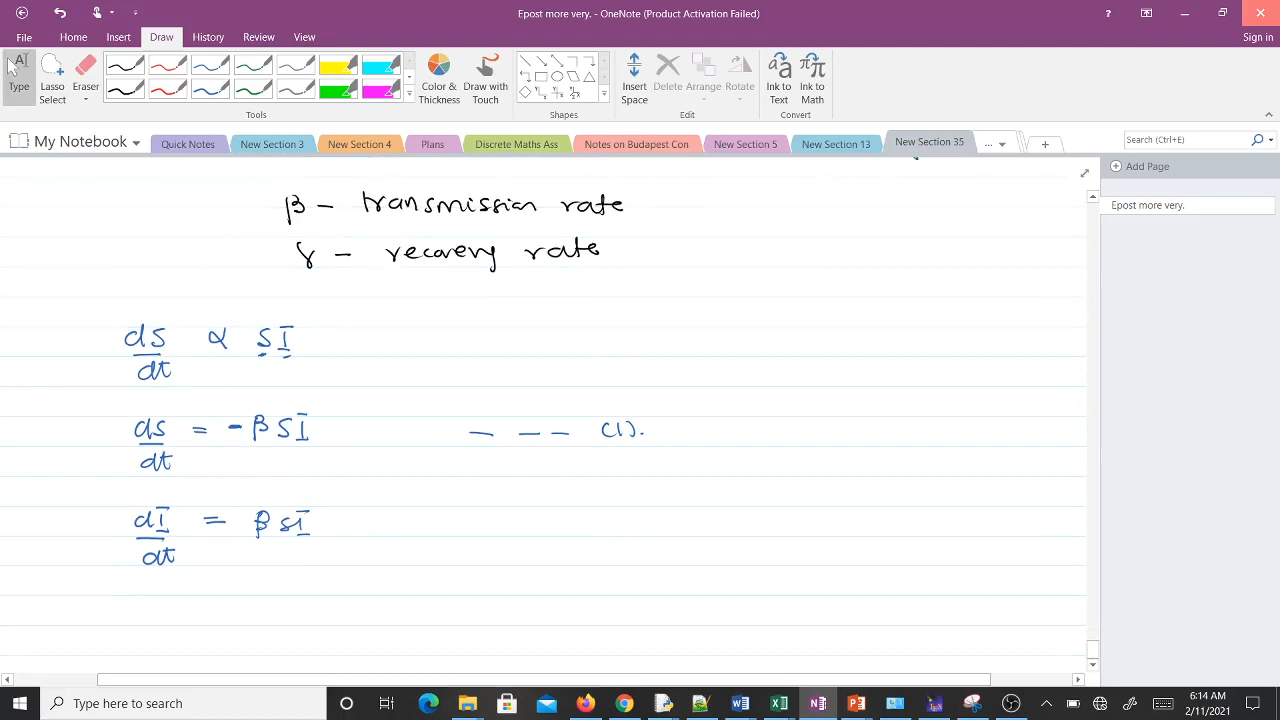 Epost more very. - OneNote (Product Activation Failed)
File Home Insert Draw History Review View Sign in
Type Lasso Select Eraser Color & Thickness Draw with Touch Insert Space Delete Arrange Rotate Ink to Text Ink to Math
Tools Shapes Edit Convert
My Notebook Quick Notes New Section 3 New Section 4 Plans Discrete Maths Ass Notes on Budapest Con New Section 5 New Section 13 New Section 35 ... + Search (Ctrl+E)
Add Page
Epost more very.
β - transmission rate
γ - recovery rate
dS/dt ∝ SI
dS/dt = -βSI - - - (1).
dI/dt = βSI
Type here to search
6:14 AM
2/11/2021